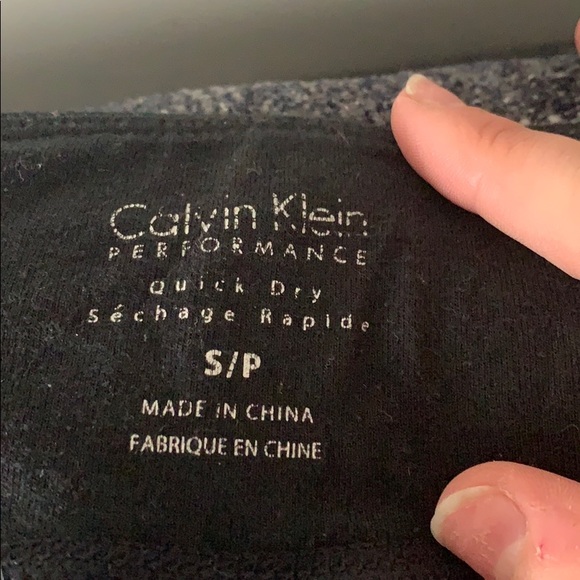 Calvin Klein
PERFORMANCE
Quick Dry
Séchage Rapide
S/P
MADE IN CHINA
FABRIQUE EN CHINE